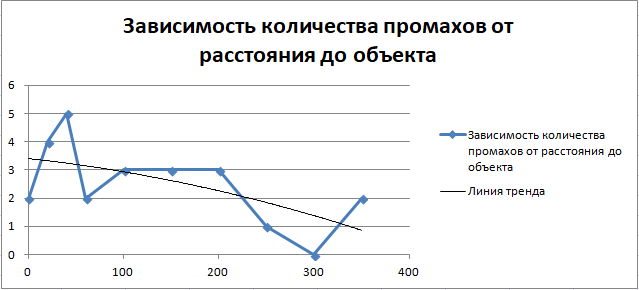 Зависимость количества промахов от
расстояния до объекта
6
5
4
3
2
1
0
0
100
200
300
400
Зависимость количества
промахов от расстояния до
объекта
Линия тренда